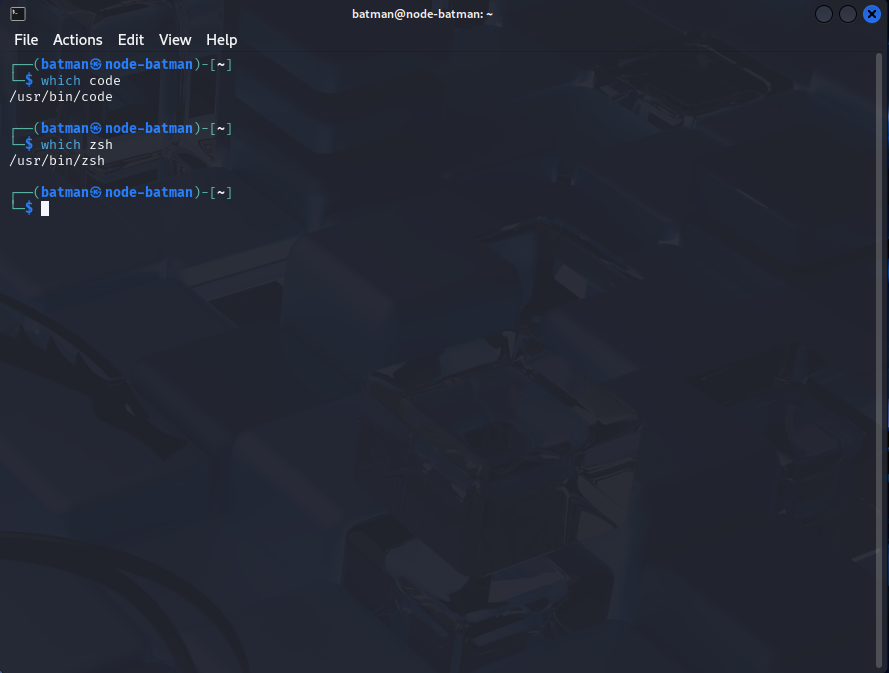 batman@node-batman: ~
File Actions Edit View Help
┌──(batman㉿node-batman)-[~]
└─$ which code
/usr/bin/code
┌──(batman㉿node-batman)-[~]
└─$ which zsh
/usr/bin/zsh
┌──(batman㉿node-batman)-[~]
└─$